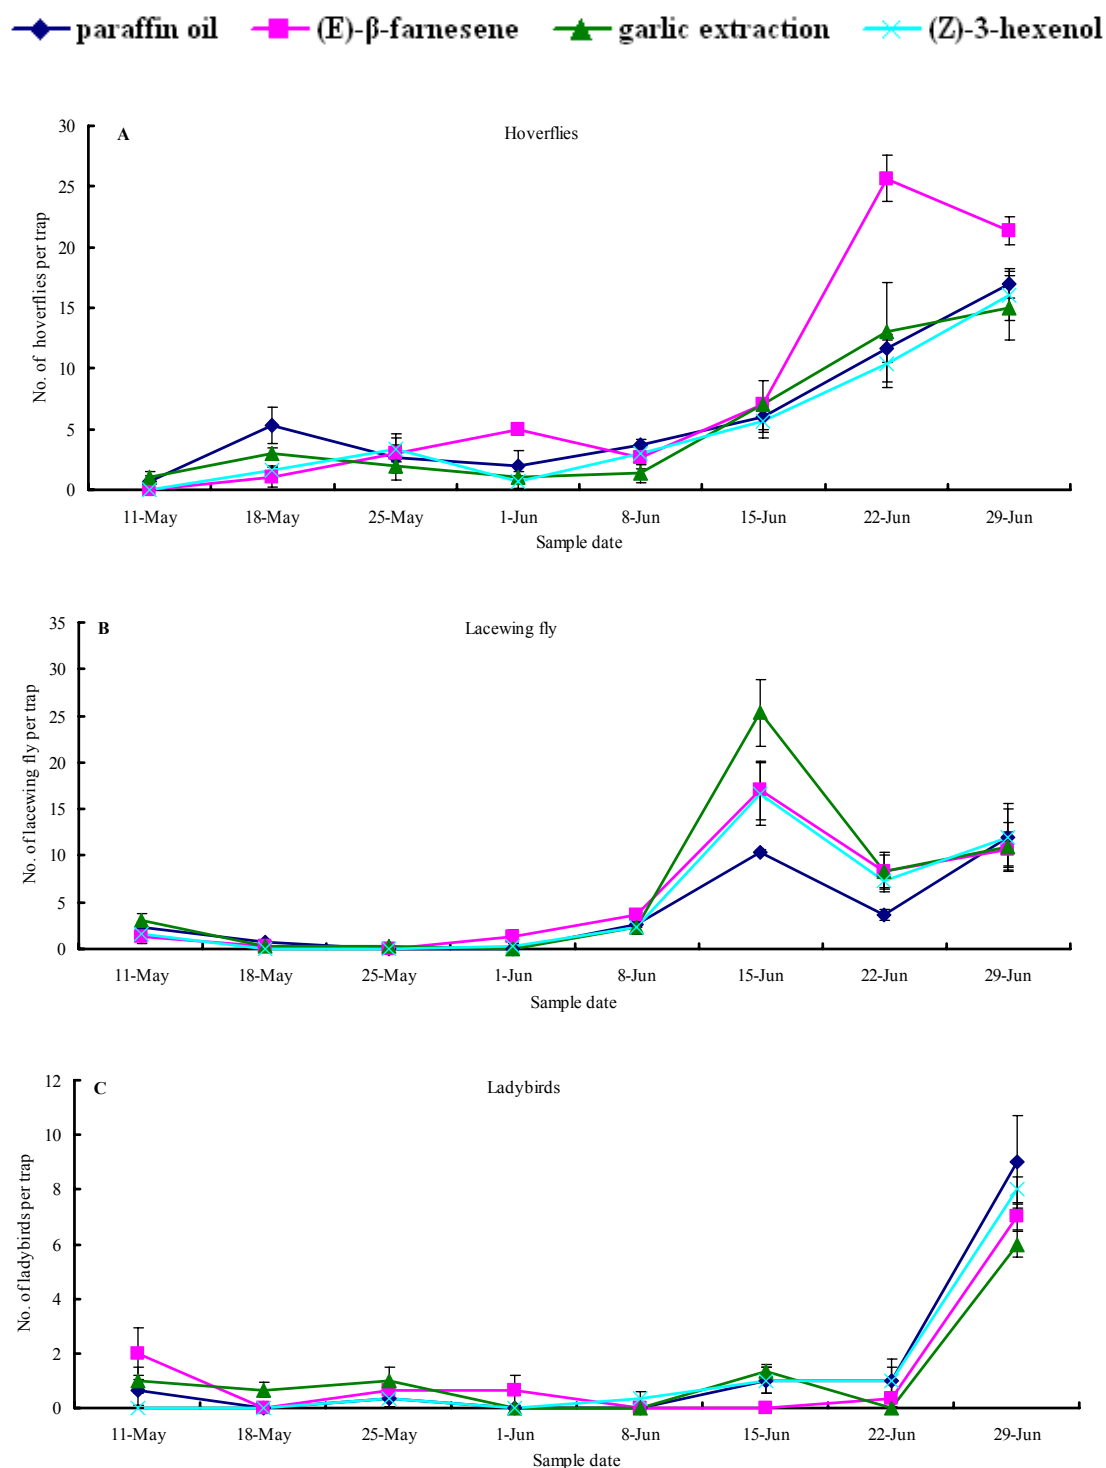 paraffin oil (E)-β-farnesene garlic extraction (Z)-3-hexenol
A Hoverflies
No. of hoverflies per trap
30
25
20
15
10
5
0
11-May 18-May 25-May 1-Jun 8-Jun 15-Jun 22-Jun 29-Jun
Sample date
B Lacewing fly
No. of lacewing fly per trap
35
30
25
20
15
10
5
0
11-May 18-May 25-May 1-Jun 8-Jun 15-Jun 22-Jun 29-Jun
Sample date
C Ladybirds
No. of ladybirds per trap
12
10
8
6
4
2
0
11-May 18-May 25-May 1-Jun 8-Jun 15-Jun 22-Jun 29-Jun
Sample date